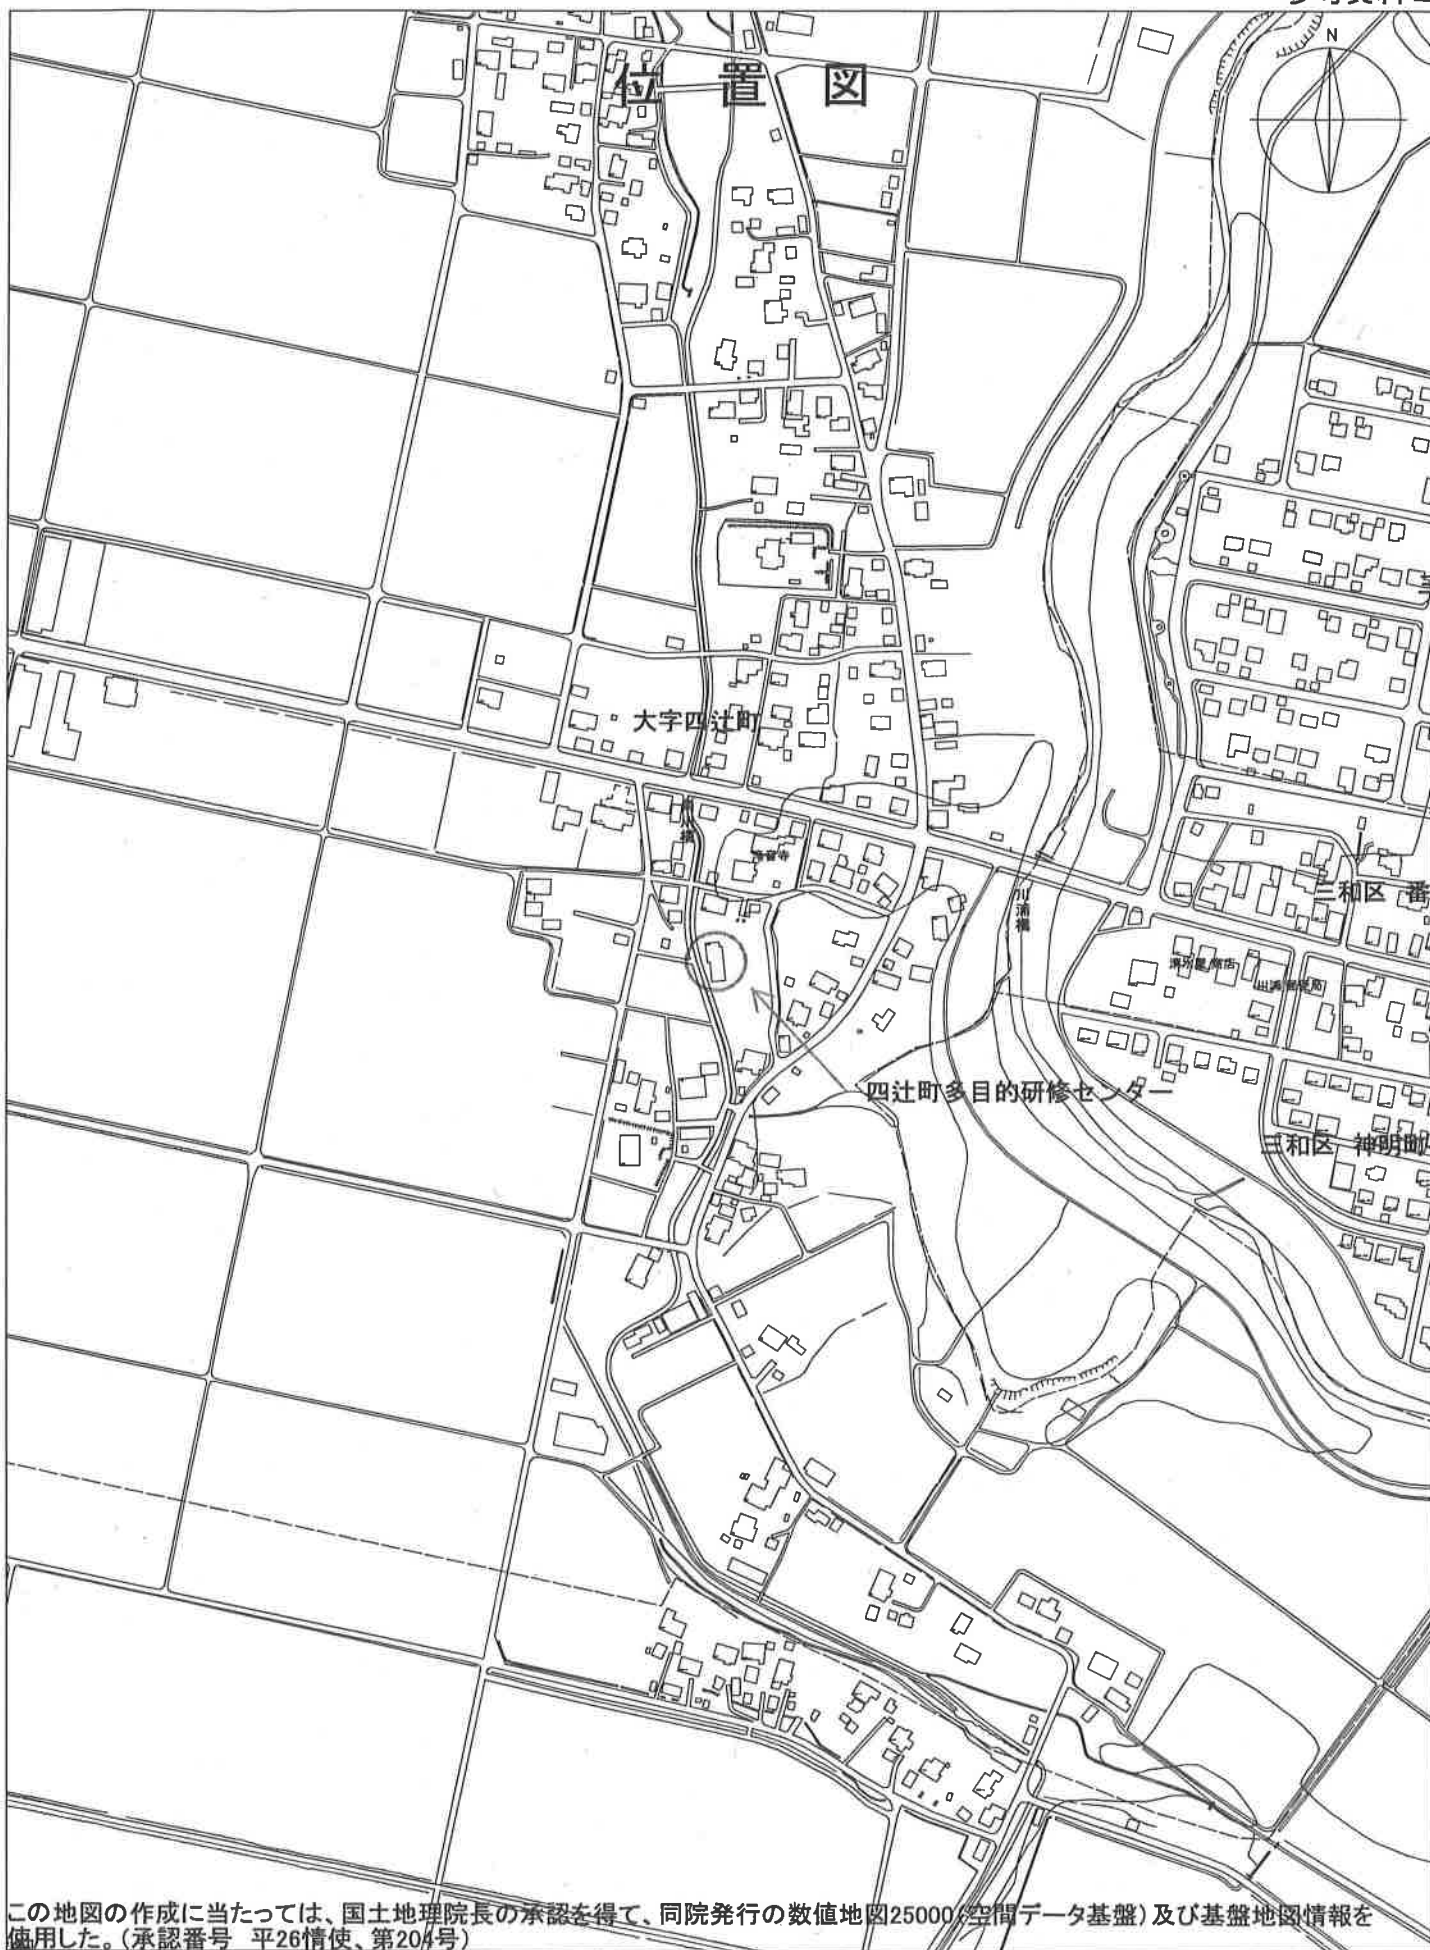 N
位置図
大字四辻町
三和区 番
四辻町多目的研修センター
三和区 神明町
この地図の作成に当たっては、国土地理院長の承認を得て、同院発行の数値地図25000(空間データ基盤)及び基盤地図情報を
使用した。(承認番号 平26情使、第204号)